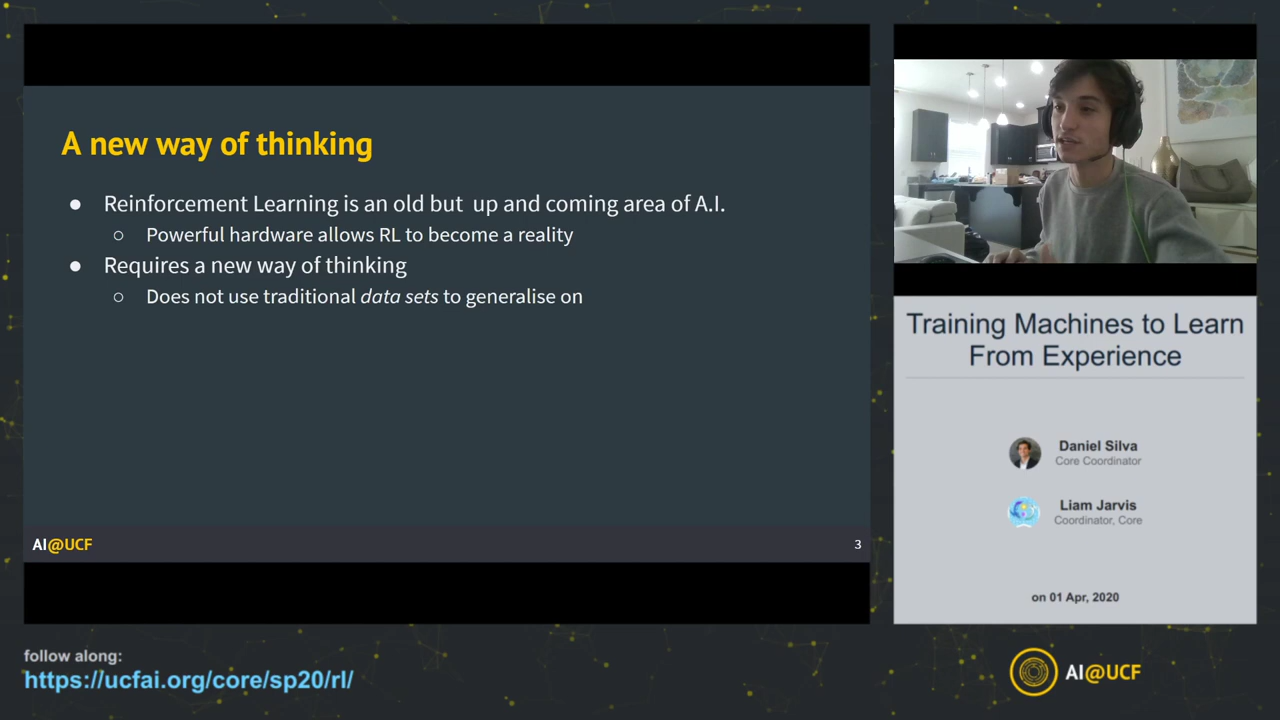 A new way of thinking
● Reinforcement Learning is an old but  up and coming area of A.I.
○ Powerful hardware allows RL to become a reality
● Requires a new way of thinking
○ Does not use traditional data sets to generalise on
AI@UCF
3
Training Machines to Learn
From Experience
Daniel Silva
Core Coordinator
Liam Jarvis
Coordinator, Core
on 01 Apr, 2020
follow along:
https://ucfai.org/core/sp20/rl/
AI@UCF